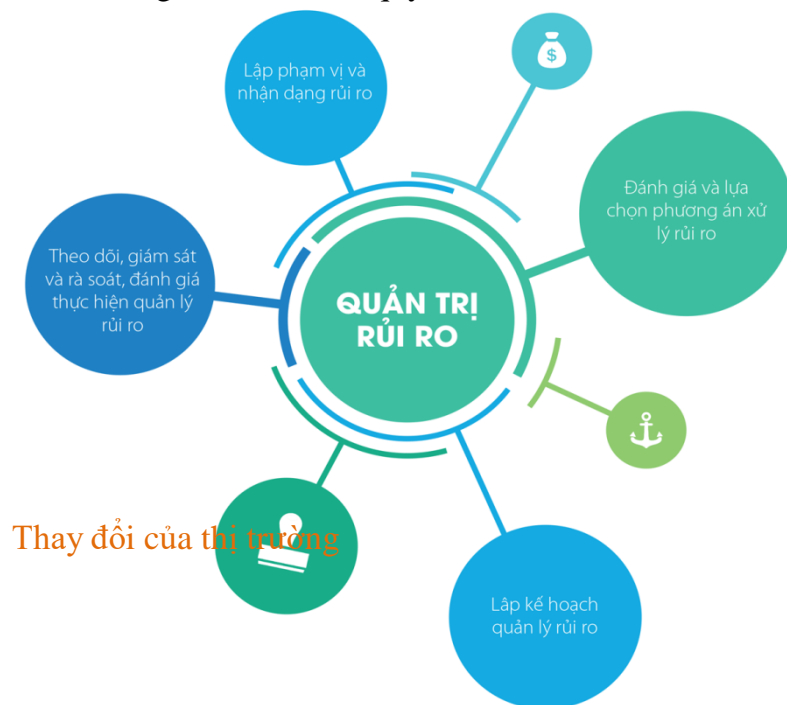 Lập phạm vị và
nhận dạng rủi ro
$
Đánh giá và lựa
chọn phương án xử
lý rủi ro
Theo dõi, giám sát
và rà soát, đánh giá
thực hiện quản lý
rủi ro
QUẢN TRỊ
RỦI RO
Thay đổi của thị trường
Lâp kế hoạch
quản lý rủi ro